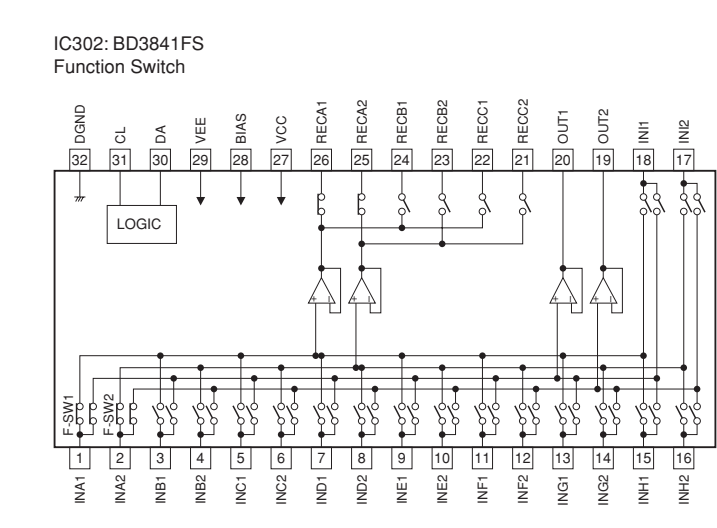 IC302: BD3841FS
Function Switch
DGND
CL
DA
VEE
BIAS
VCC
RECA1
RECA2
RECB1
RECB2
RECC1
RECC2
OUT1
OUT2
INI1
INI2
32
31
30
29
28
27
26
25
24
23
22
21
20
19
18
17
LOGIC
+
–
+
–
+
–
+
–
F-SW1
F-SW2
1
2
3
4
5
6
7
8
9
10
11
12
13
14
15
16
INA1
INA2
INB1
INB2
INC1
INC2
IND1
IND2
INE1
INE2
INF1
INF2
ING1
ING2
INH1
INH2